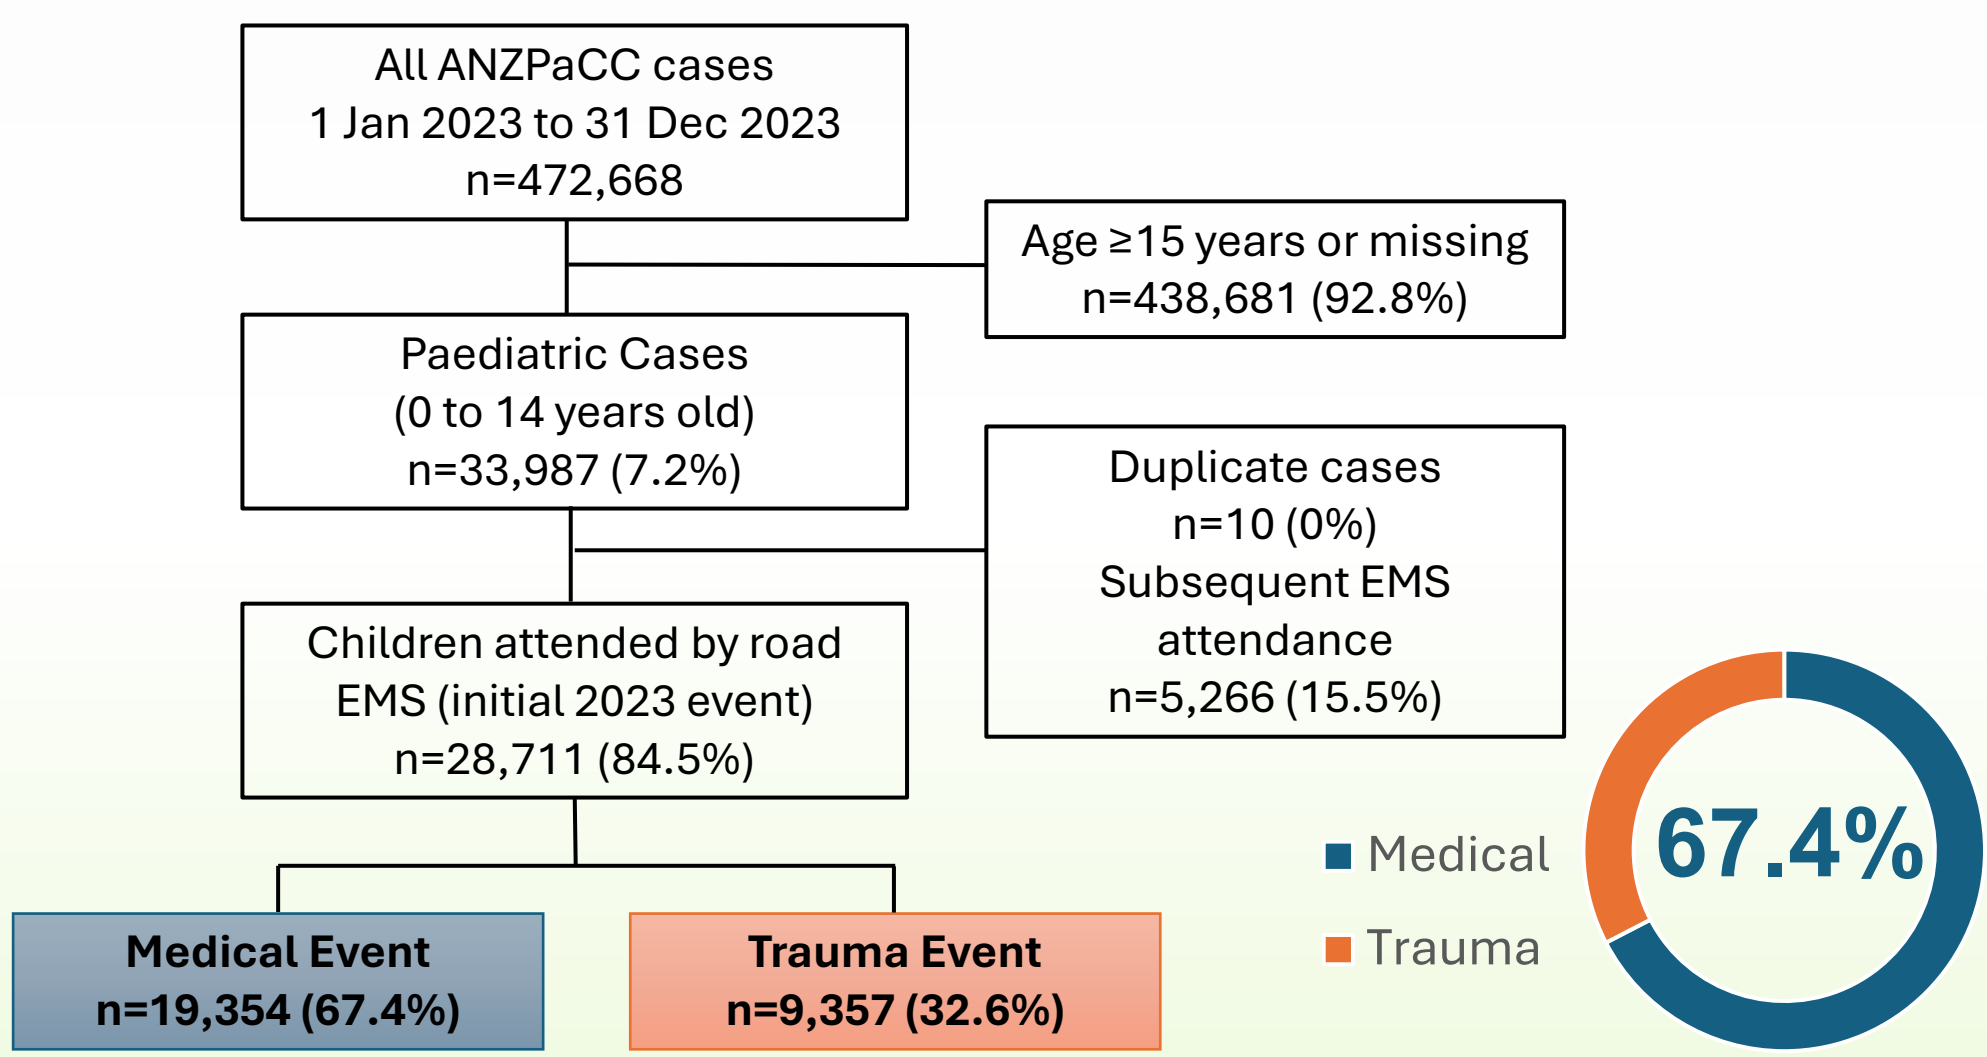 All ANZPaCC cases
1 Jan 2023 to 31 Dec 2023
n=472,668
Age ≥15 years or missing
n=438,681 (92.8%)
Paediatric Cases
(0 to 14 years old)
n=33,987 (7.2%)
Duplicate cases
n=10 (0%)
Subsequent EMS
attendance
n=5,266 (15.5%)
Children attended by road
EMS (initial 2023 event)
n=28,711 (84.5%)
Medical Event
n=19,354 (67.4%)
Trauma Event
n=9,357 (32.6%)
Medical
Trauma
67.4%